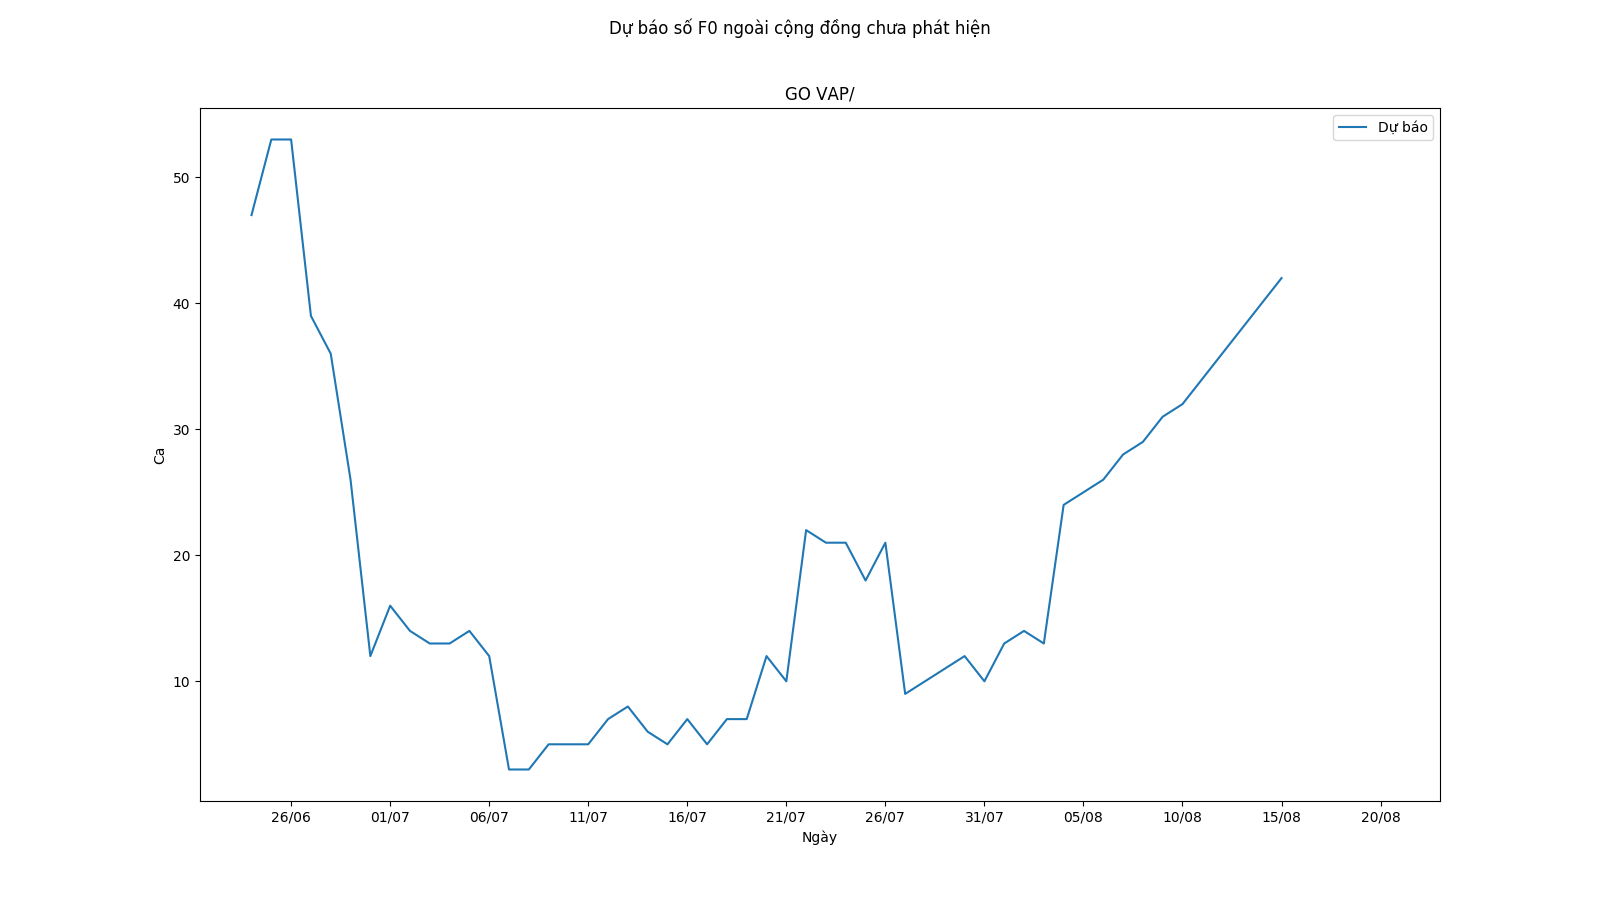 Dự báo số F0 ngoài cộng đồng chưa phát hiện
GO VAP/
Dự báo
50
40
30
20
10
Ca
26/06 01/07 06/07 11/07 16/07 21/07 26/07 31/07 05/08 10/08 15/08 20/08
Ngày